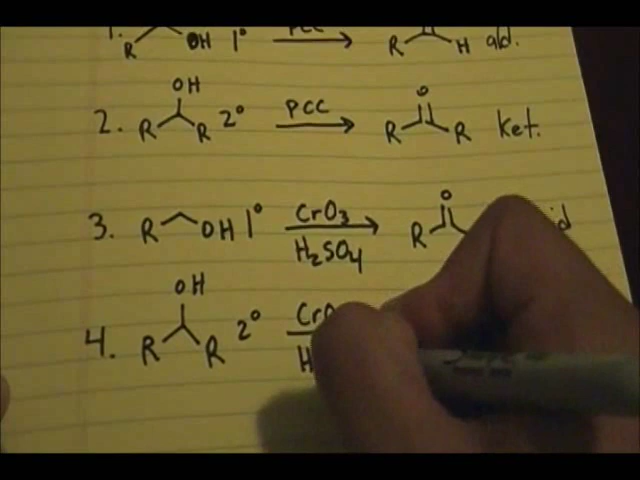 1. R OH 1° PCC R H ald.
2. R OH R 2° PCC R O R ket.
3. R OH 1° CrO3 H2SO4 R O
4. R OH R 2°